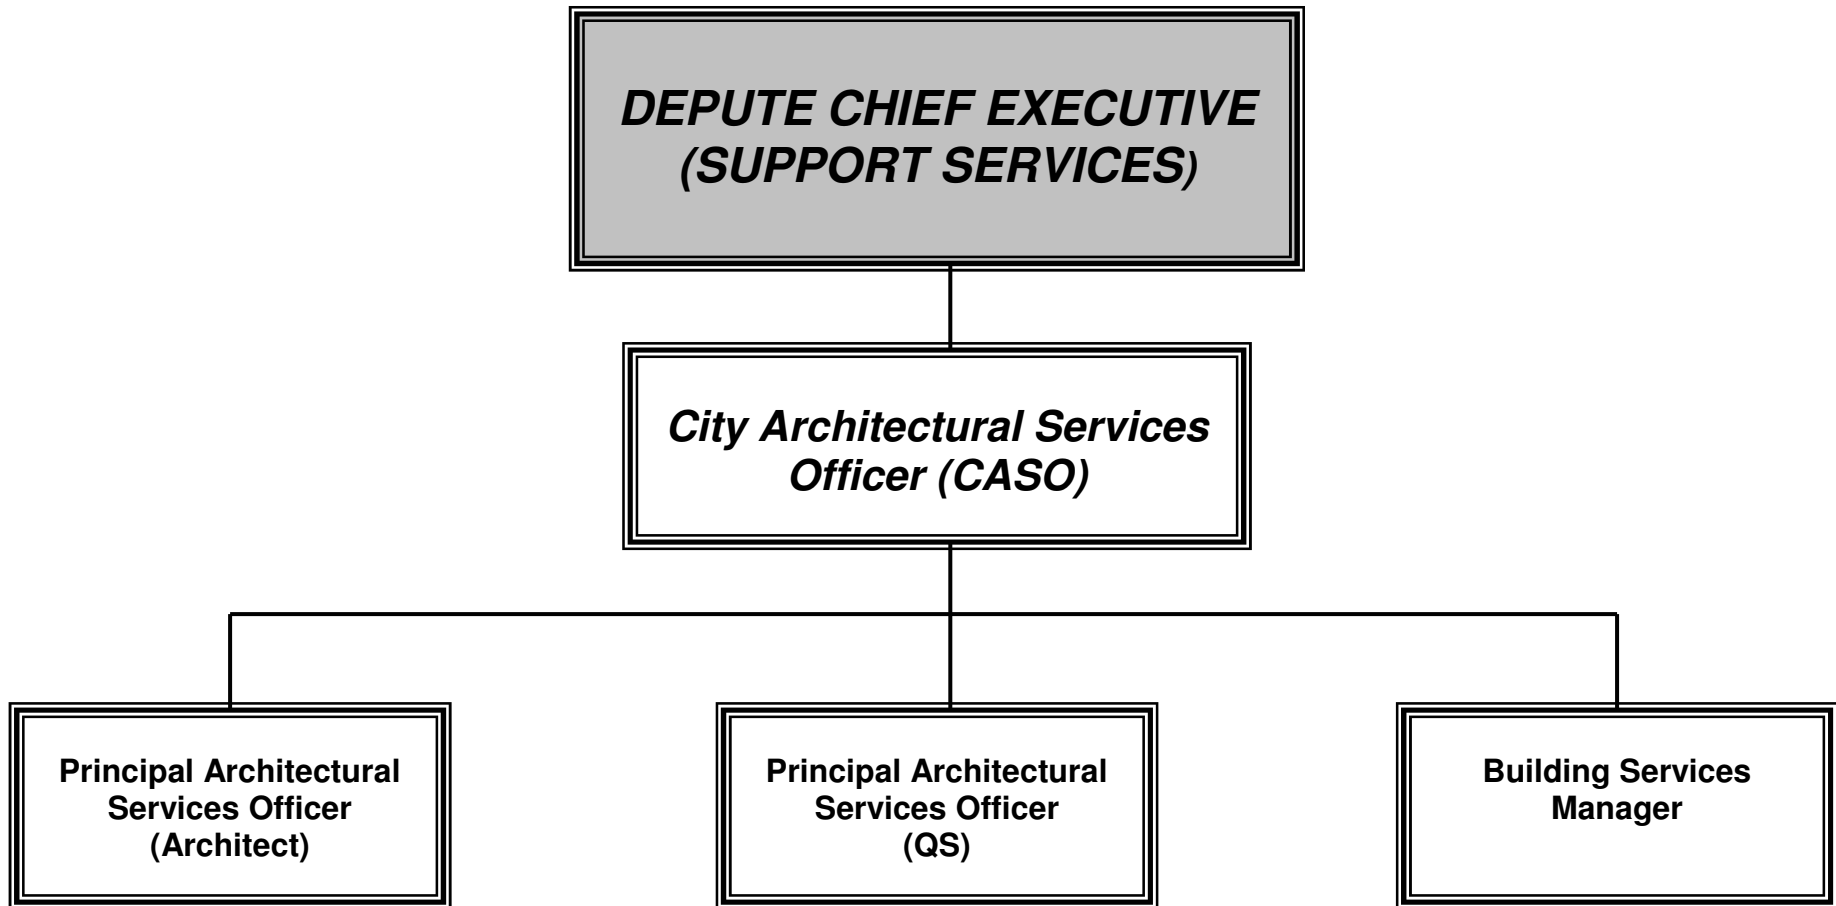 DEPUTE CHIEF EXECUTIVE
(SUPPORT SERVICES)
City Architectural Services
Officer (CASO)
Principal Architectural
Services Officer
(Architect)
Principal Architectural
Services Officer
(QS)
Building Services
Manager